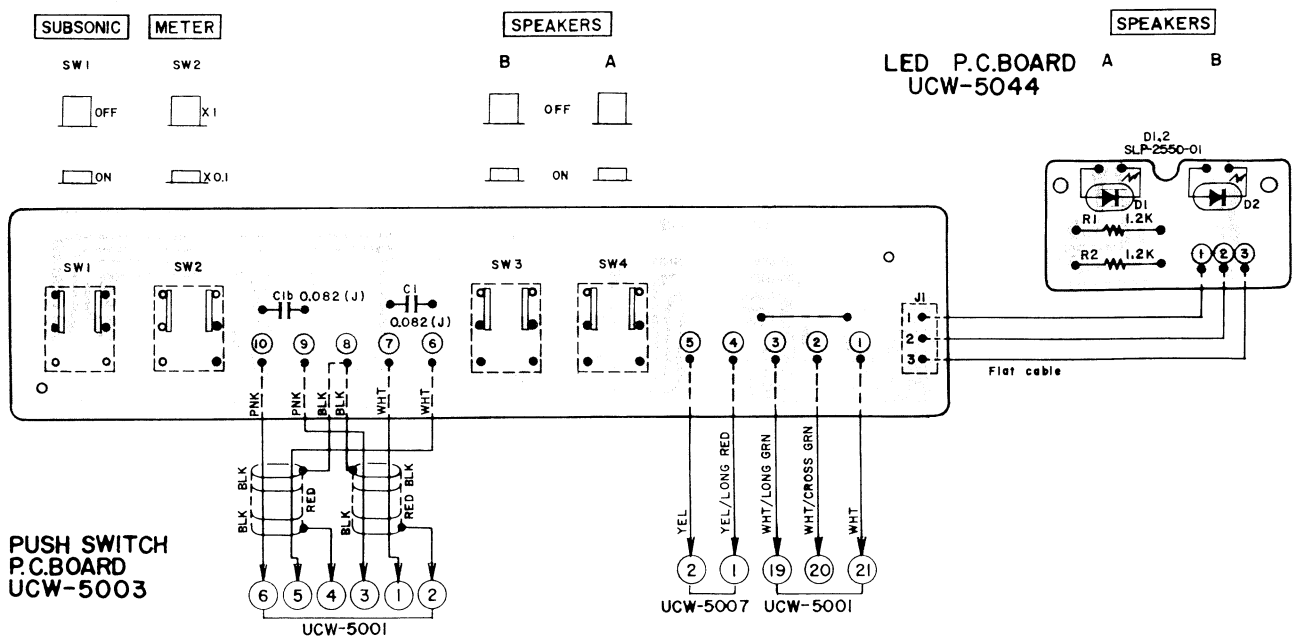 SUBSONIC METER SPEAKERS SPEAKERS
SW1 SW2 B A
LED P.C.BOARD A B
UCW-5044
OFF X1 OFF
ON X0.1 ON
D1,2
SLP-255D-01
D1 D2
R1 1.2K
R2 1.2K
1 2 3
SW1 SW2 SW3 SW4
C1b 0.082(J) C1
0.082(J)
J1
1
2
3
Flat cable
10 9 8 7 6 5 4 3 2 1
PNK PNK BLK BLK WHT WHT
BLK RED BLK
BLK BLK RED
YEL YEL/LONG RED WHT/LONG GRN WHT/CROSS GRN WHT
PUSH SWITCH
P.C.BOARD
UCW-5003
6 5 4 3 1 2
UCW-5001
2 1 19 20 21
UCW-5007 UCW-5001